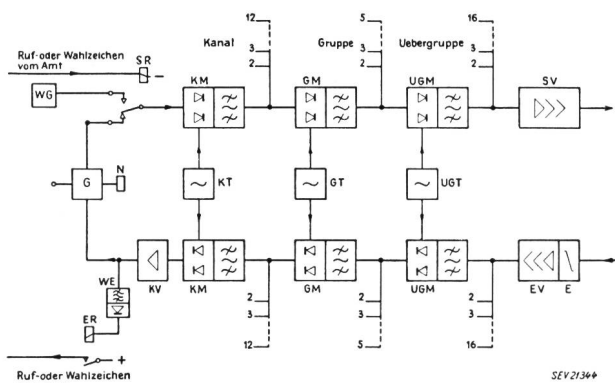 12
5
16
Ruf-oder Wahlzeichen
vom Amt
SR
Kanal
3
2
Gruppe
3
2
Uebergruppe
3
2
WG
KM
GM
UGM
SV
G
N
KT
GT
UGT
WE
ER
KV
KM
GM
UGM
EV
E
2
3
12
2
3
5
2
3
16
Ruf-oder Wahlzeichen
SEV 21344